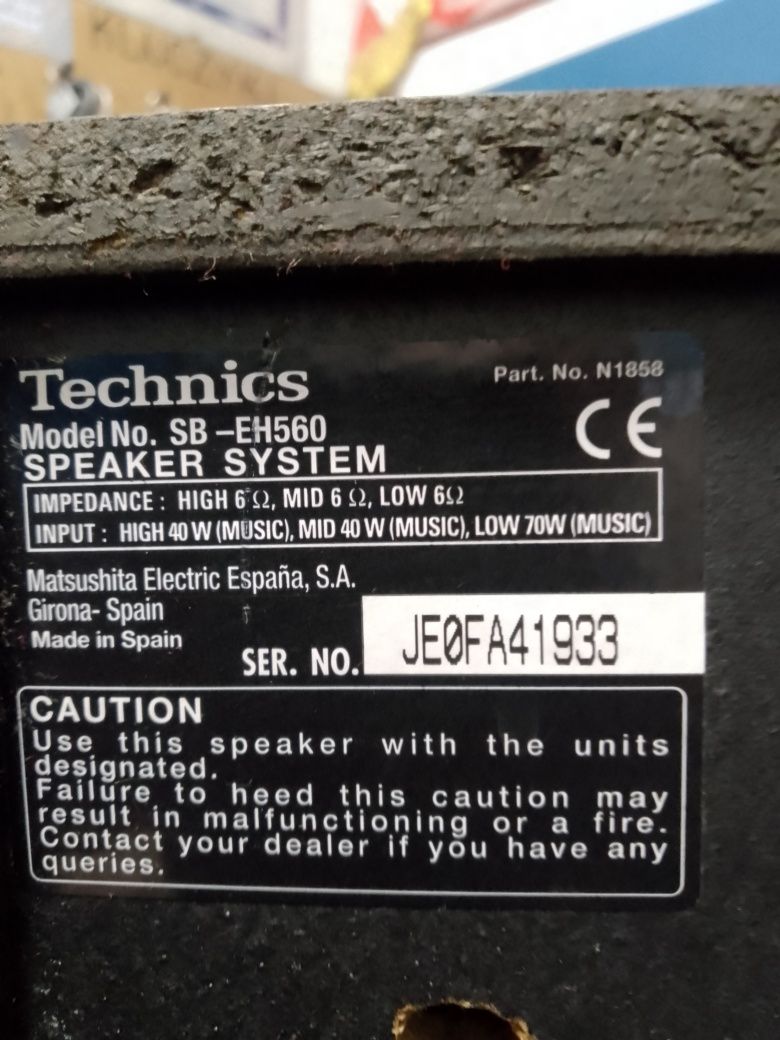 Technics
Part. No. N1858
Model No. SB –EH560
CE
SPEAKER SYSTEM
IMPEDANCE : HIGH 6 Ω, MID 6 Ω, LOW 6Ω
INPUT : HIGH 40 W (MUSIC), MID 40 W (MUSIC), LOW 70W (MUSIC)
Matsushita Electric España, S.A.
Girona- Spain
Made in Spain
SER. NO. JE0FA41933
CAUTION
Use this speaker with the units
designated.
Failure to heed this caution may
result in malfunctioning or a fire.
Contact your dealer if you have any
queries.